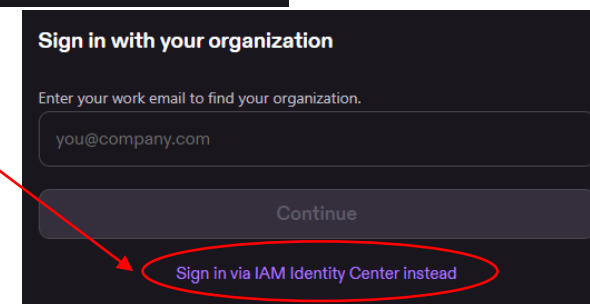 Sign in with your organization
Enter your work email to find your organization.
you@company.com
Continue
Sign in via IAM Identity Center instead